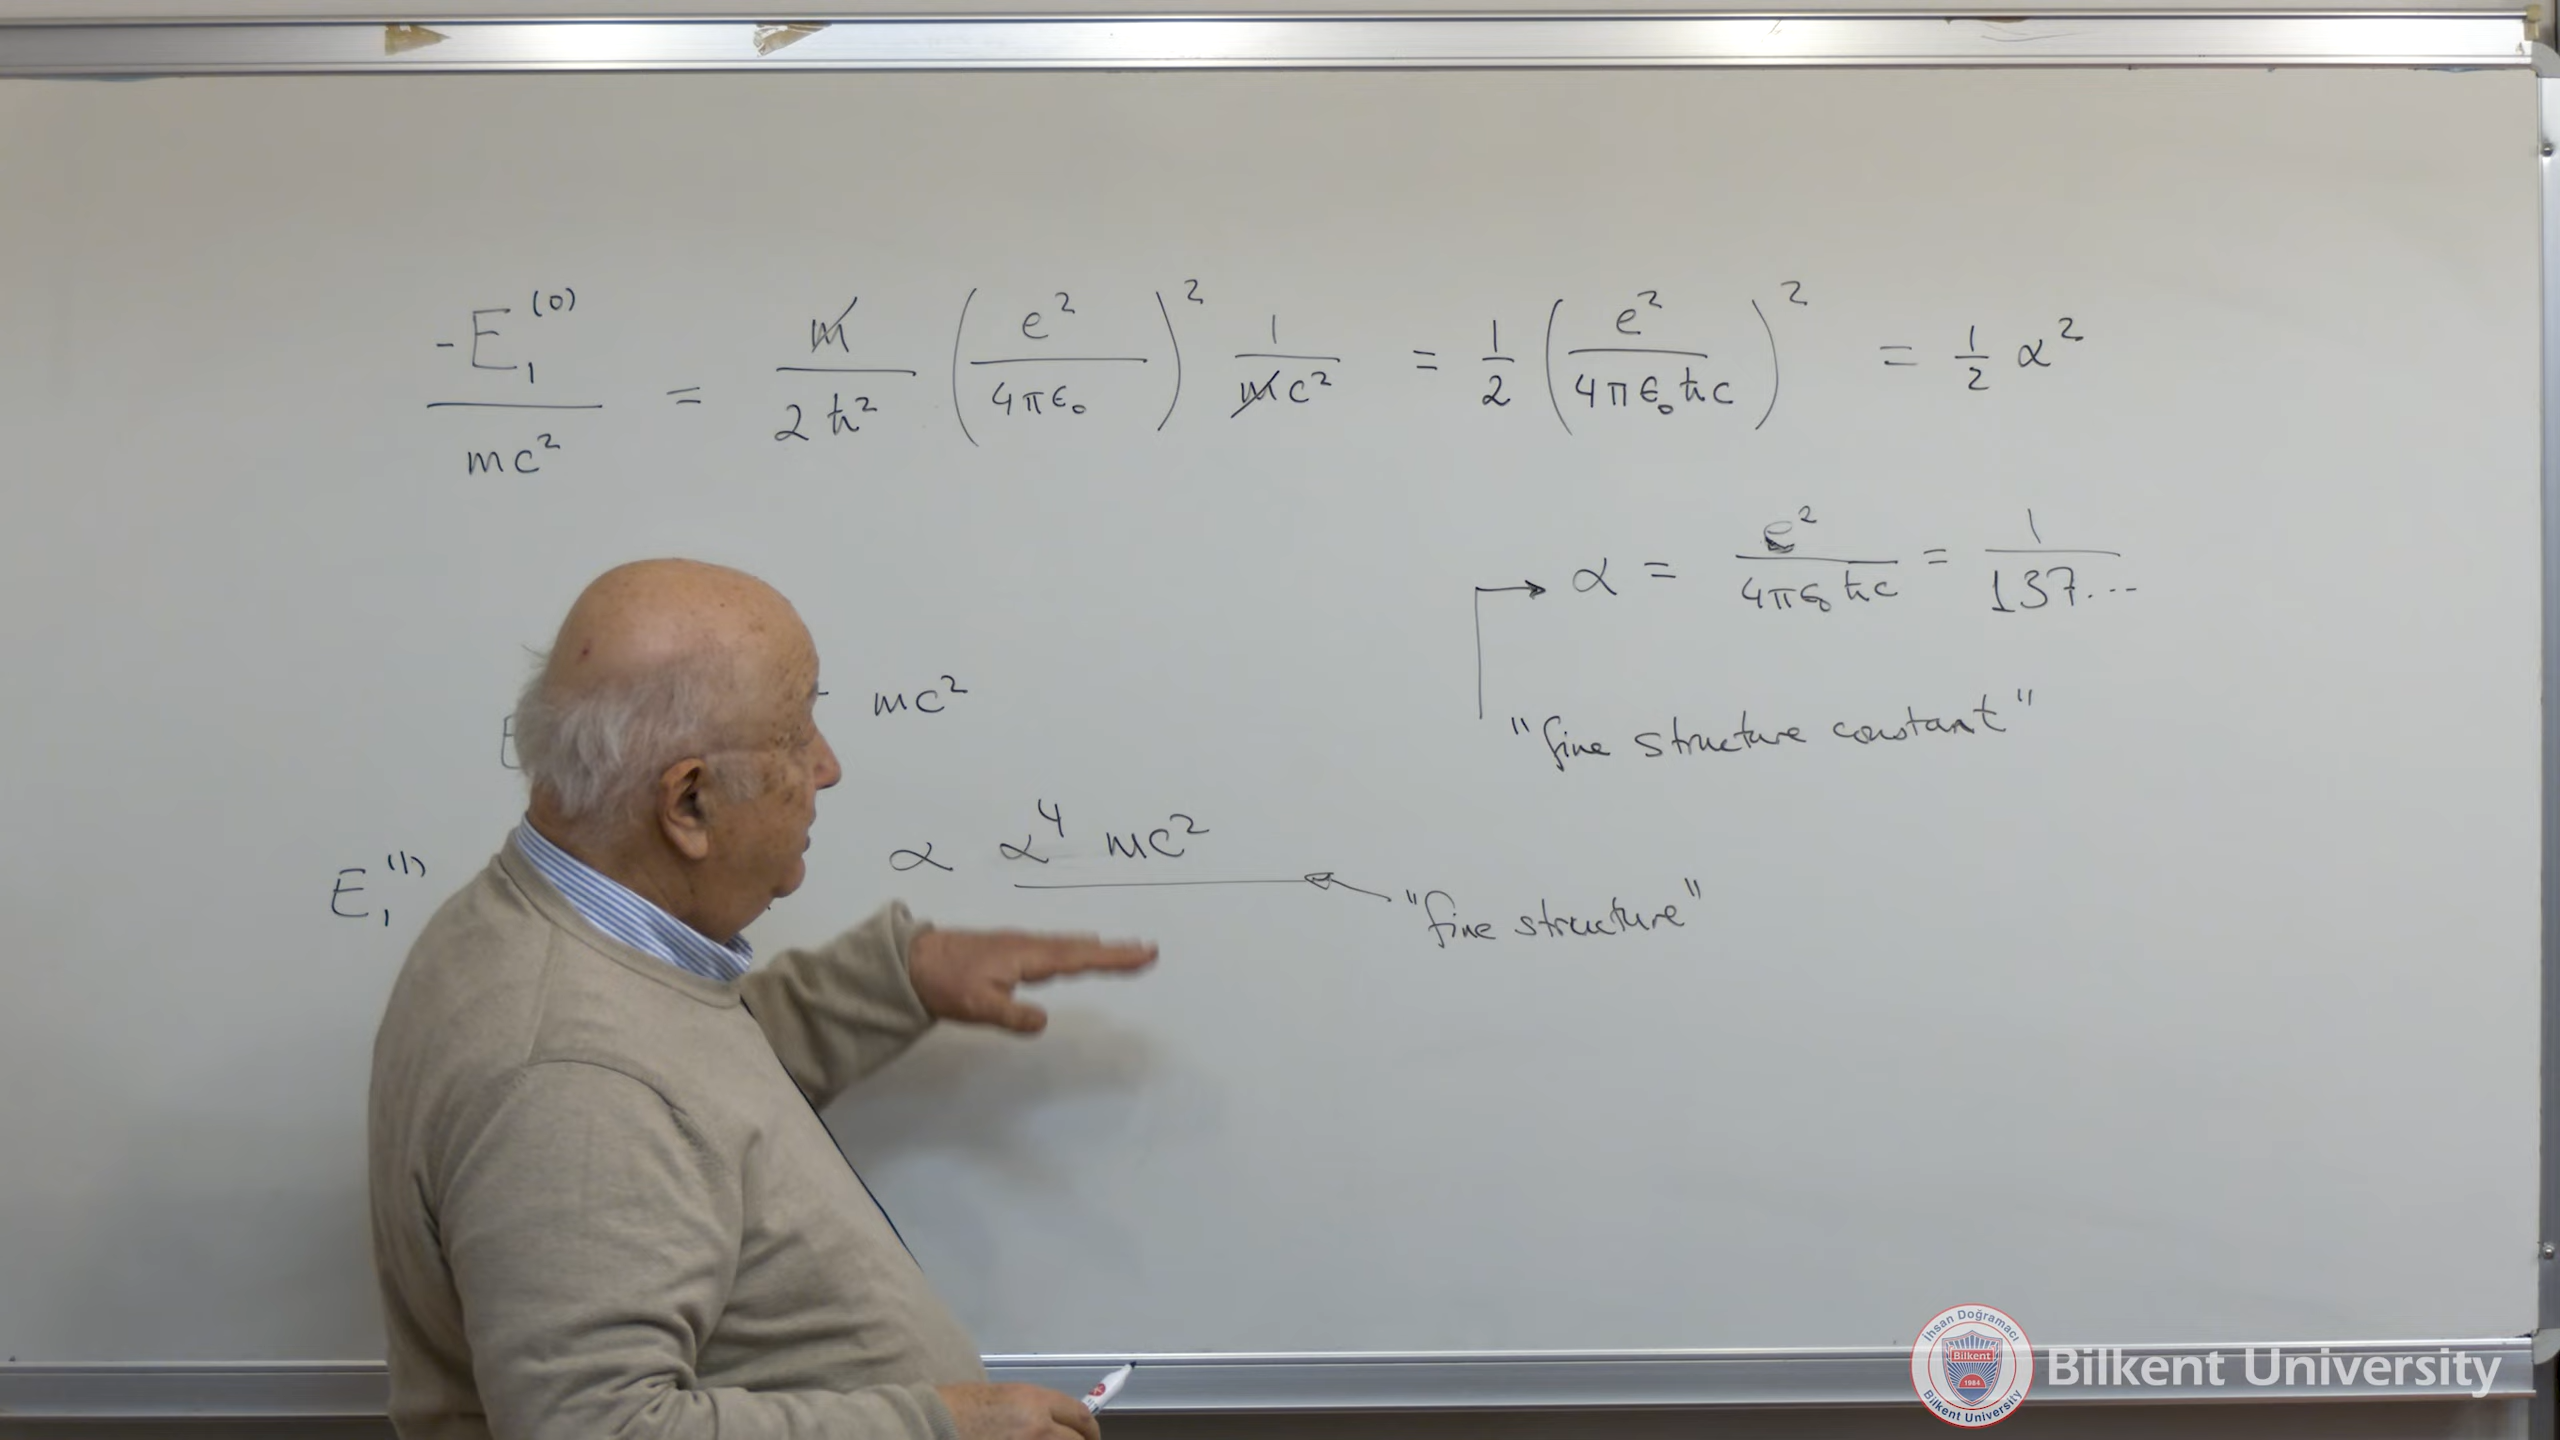 -E₁⁽⁰⁾ / mc² = m / 2ħ² (e² / 4πϵ₀)² 1 / mc² = 1/2 (e² / 4πϵ₀ħc)² = 1/2 α²
α = e² / 4πϵ₀ħc = 1 / 137...
mc²
"fine structure constant"
E₁⁽¹⁾ ∝ α⁴ mc²
"fine structure"
İhsan Doğramacı
Bilkent
1984
Bilkent University
Bilkent University